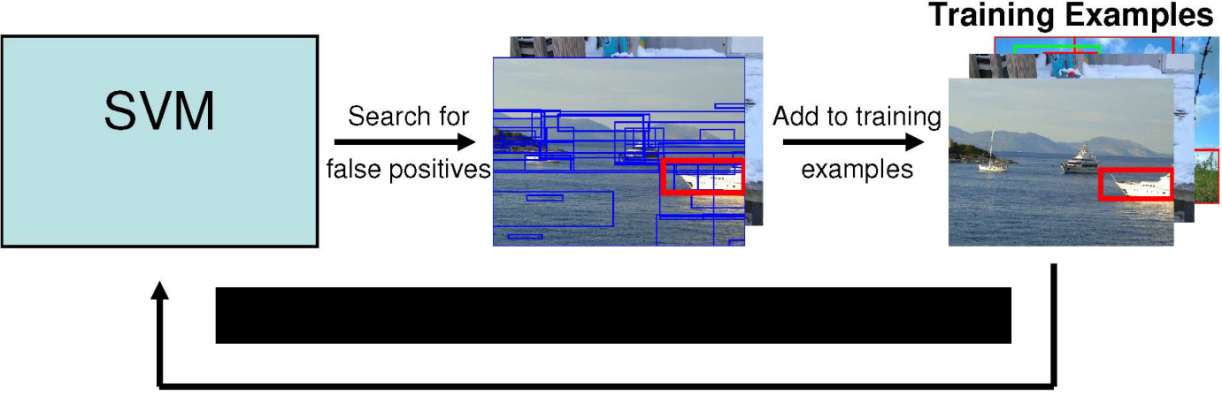 Training Examples
SVM
Search for
false positives
Add to training
examples